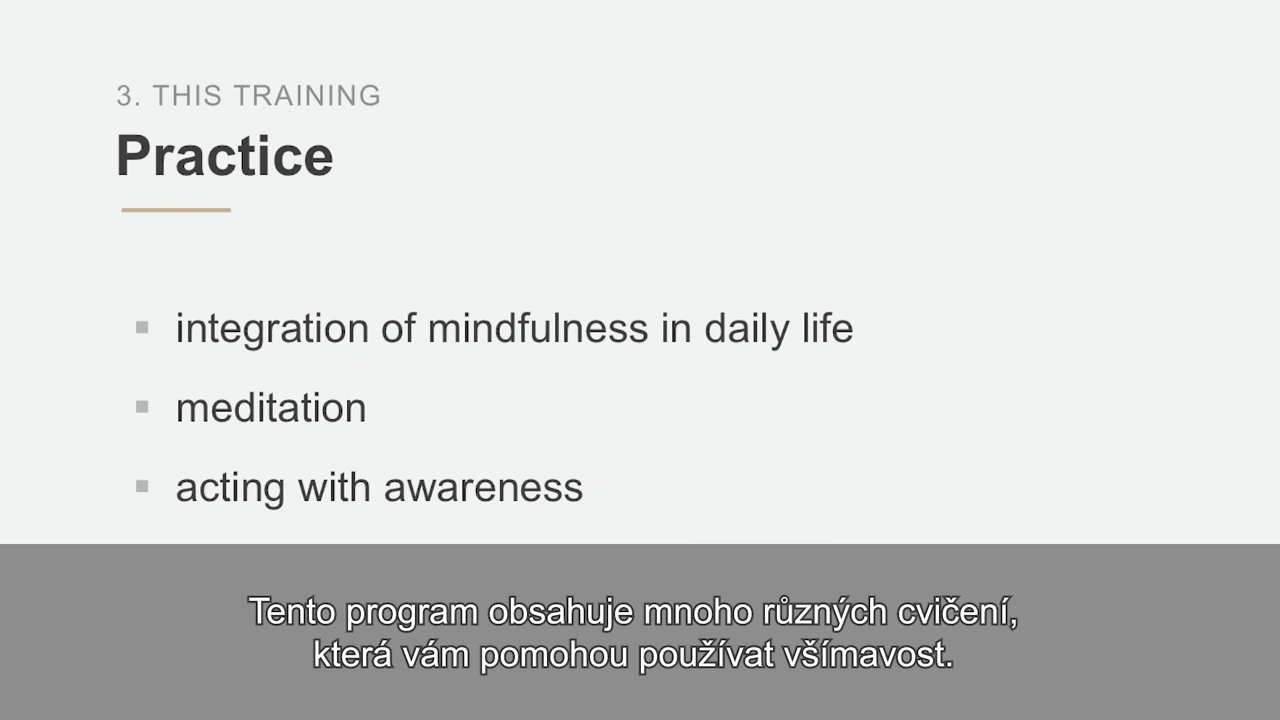 3. THIS TRAINING
Practice
integration of mindfulness in daily life
meditation
acting with awareness
Tento program obsahuje mnoho různých cvičení,
která vám pomohou používat všímavost.